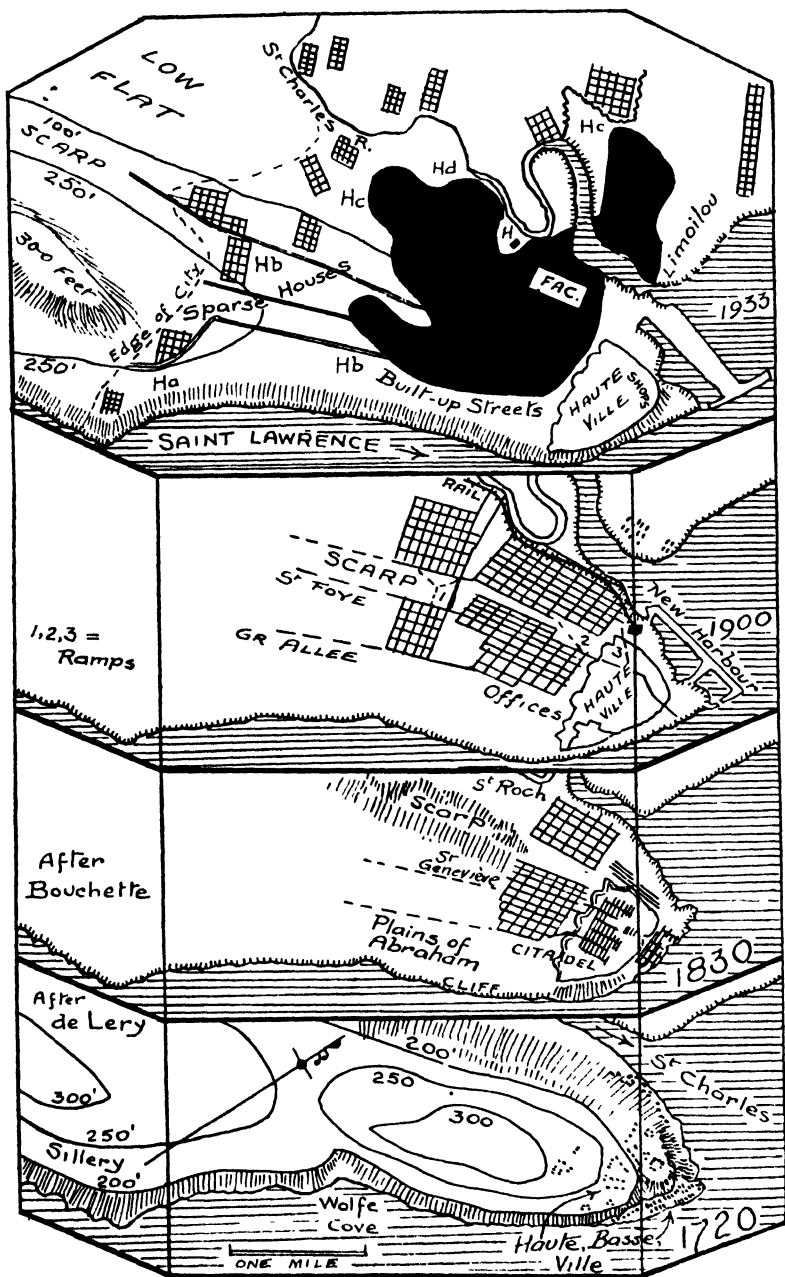 LOW
FLAT
St Charles R.
100'
SCARP
250'
300 Feet
Hc
Hd
Hc
H
Limoilou
Hb
Houses
FAC.
Edge of City
Sparse
1933
250'
Ha
Hb
Built-up Streets
HAUTE
VILLE
SHOPS
SAINT LAWRENCE
RAIL
SCARP
St FOYE
GR ALLEE
1,2,3 =
Ramps
1
2
3
New
Harbour
1900
HAUTE
VILLE
Offices
St Roch
Scarp
After
Bouchette
St
Geneviève
Plains of
Abraham
CITADEL
CLIFF
1830
After
de Lery
200'
St Charles
250
300
300'
250'
Sillery
200'
Wolfe
Cove
1720
Haute, Basse,
Ville
ONE MILE